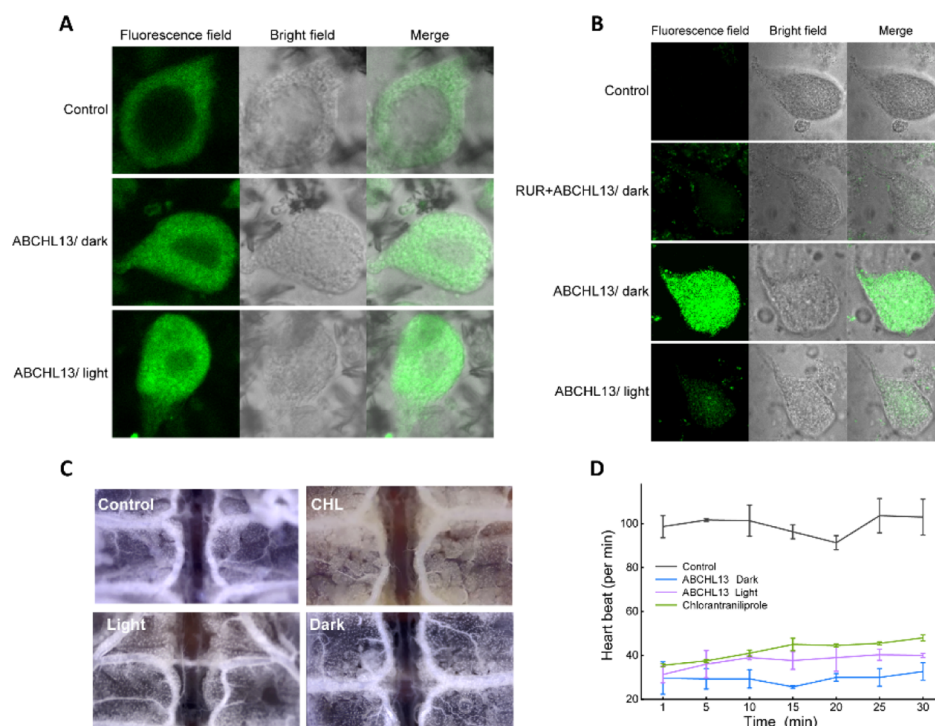 A
Fluorescence field Bright field Merge
Control
ABCHL13/ dark
ABCHL13/ light
B
Fluorescence field Bright field Merge
Control
RUR+ABCHL13/ dark
ABCHL13/ dark
ABCHL13/ light
C
Control
CHL
Light
Dark
D
Heart beat (per min)
100
80
60
40
20
Control
ABCHL13 Dark
ABCHL13 Light
Chlorantraniliprole
1 5 10 15 20 25 30
Time (min)